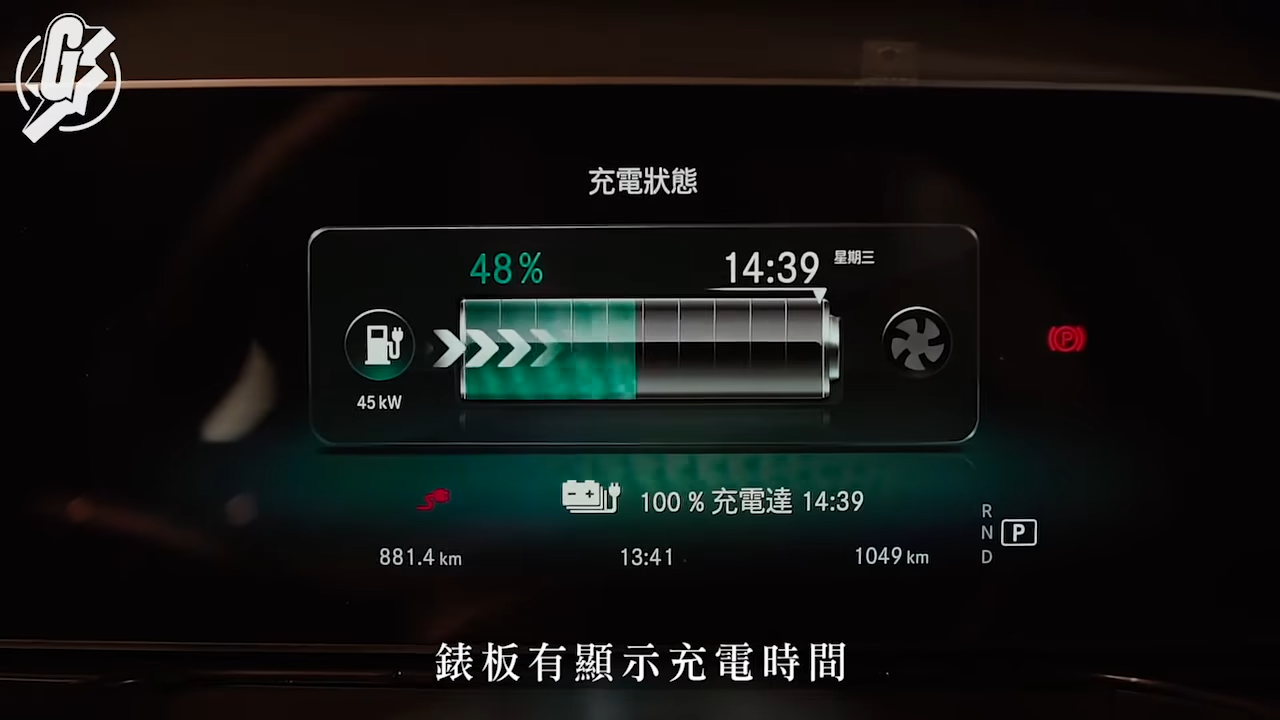 G
充電狀態
48%
14:39 星期三
45 kW
P
100 % 充電達 14:39
881.4 km
13:41
1049 km
R
N P
D
錶板有顯示充電時間